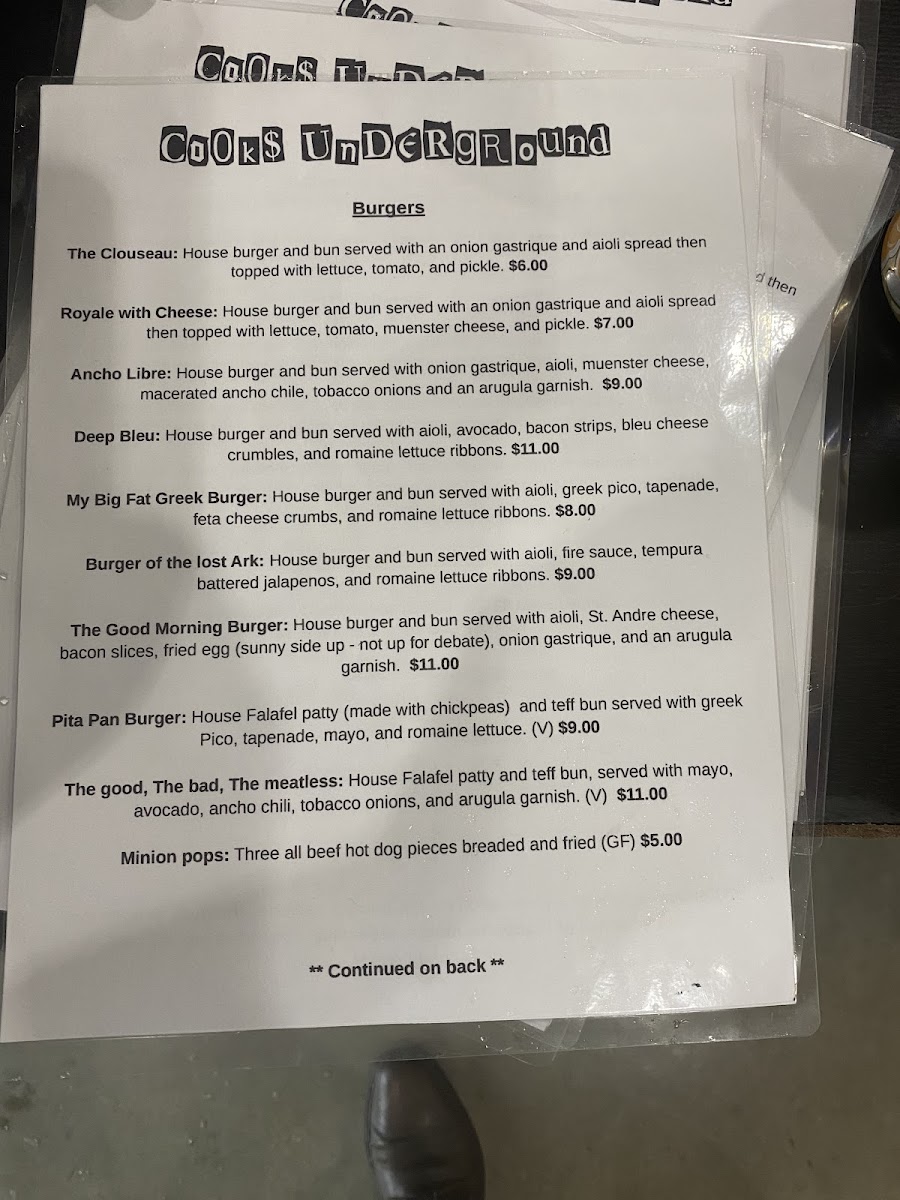 Cook$ Under
Cook$ Underground
Burgers
The Clouseau: House burger and bun served with an onion gastrique and aioli spread then
topped with lettuce, tomato, and pickle. $6.00
Royale with Cheese: House burger and bun served with an onion gastrique and aioli spread
then topped with lettuce, tomato, muenster cheese, and pickle. $7.00
d then
Ancho Libre: House burger and bun served with onion gastrique, aioli, muenster cheese,
macerated ancho chile, tobacco onions and an arugula garnish. $9.00
Deep Bleu: House burger and bun served with aioli, avocado, bacon strips, bleu cheese
crumbles, and romaine lettuce ribbons. $11.00
My Big Fat Greek Burger: House burger and bun served with aioli, greek pico, tapenade,
feta cheese crumbs, and romaine lettuce ribbons. $8.00
Burger of the lost Ark: House burger and bun served with aioli, fire sauce, tempura
battered jalapenos, and romaine lettuce ribbons. $9.00
The Good Morning Burger: House burger and bun served with aioli, St. Andre cheese,
bacon slices, fried egg (sunny side up - not up for debate), onion gastrique, and an arugula
garnish. $11.00
Pita Pan Burger: House Falafel patty (made with chickpeas) and teff bun served with greek
Pico, tapenade, mayo, and romaine lettuce. (V) $9.00
The good, The bad, The meatless: House Falafel patty and teff bun, served with mayo,
avocado, ancho chili, tobacco onions, and arugula garnish. (V) $11.00
Minion pops: Three all beef hot dog pieces breaded and fried (GF) $5.00
** Continued on back **